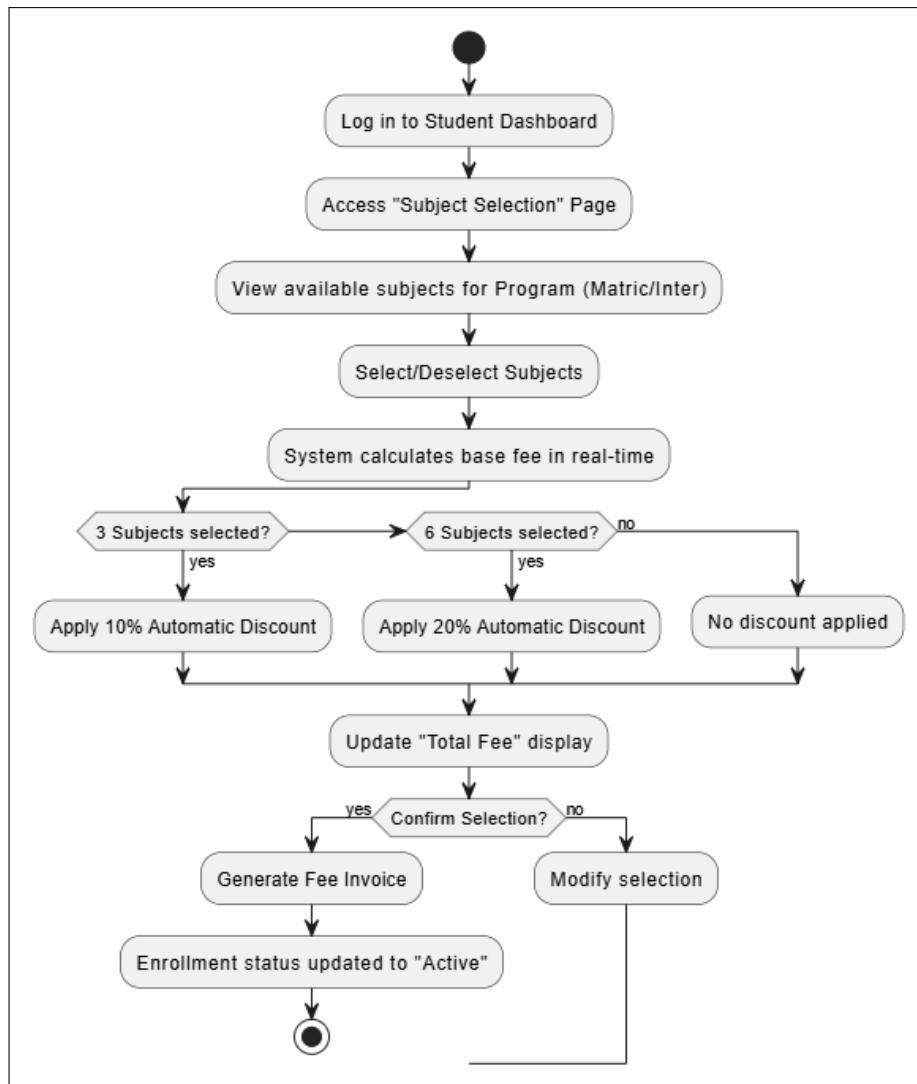 Log in to Student Dashboard
Access "Subject Selection" Page
View available subjects for Program (Matric/Inter)
Select/Deselect Subjects
System calculates base fee in real-time
3 Subjects selected?
yes
Apply 10% Automatic Discount
6 Subjects selected?
yes
Apply 20% Automatic Discount
no
No discount applied
Update "Total Fee" display
Confirm Selection?
yes
Generate Fee Invoice
Enrollment status updated to "Active"
no
Modify selection